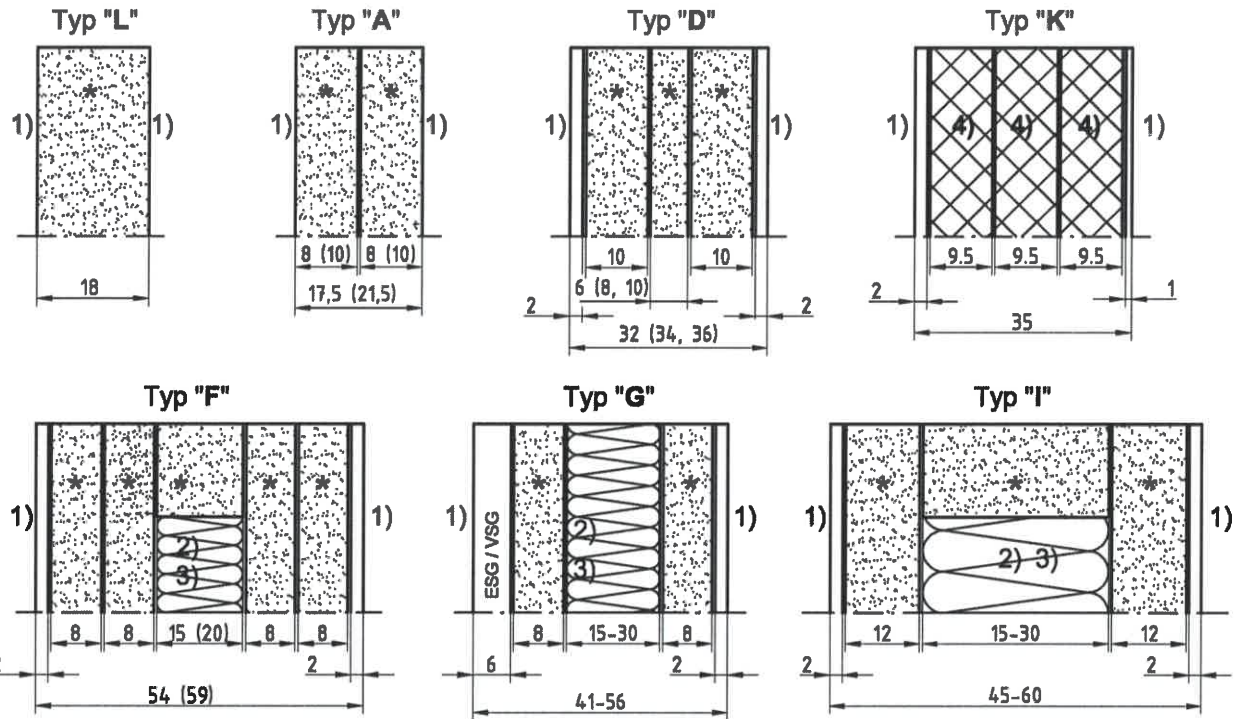 Typ "L"
*
1) 1)
18
Typ "A"
* *
1) 1)
8 (10) 8 (10)
17,5 (21,5)
Typ "D"
* * *
1) 1)
10 10
6 (8, 10)
2 2
32 (34, 36)
Typ "K"
1) 4) 4) 4) 1)
9.5 9.5 9.5
2 1
35
Typ "F"
* * * * *
1) 1)
2)
3)
8 8 15 (20) 8 8
2
54 (59)
Typ "G"
* *
1)
ESG / VSG
2)
3)
8 15-30 8
6 2
41-56
Typ "I"
* * *
1) 1)
2) 3)
12 15-30 12
2 2
45-60